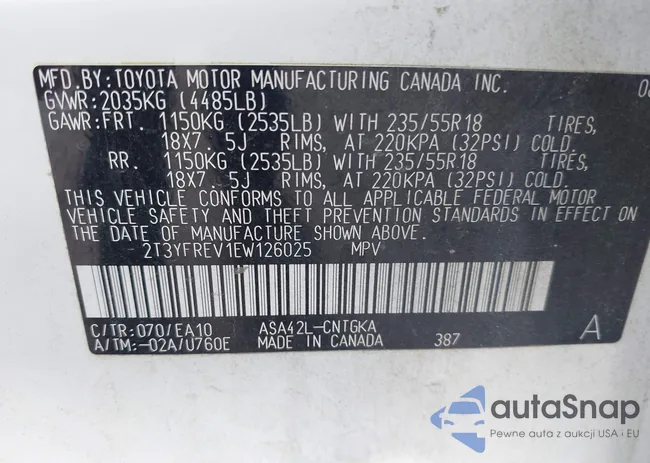 MFD.BY: TOYOTA MOTOR MANUFACTURING CANADA INC.
GVWR: 2035KG (4485LB)
GAWR: FRT. 1150KG (2535LB) WITH 235/55R18 TIRES,
18X7. 5J RIMS, AT 220KPA (32PSI) COLD.
RR. 1150KG (2535LB) WITH 235/55R18 TIRES,
18X7. 5J RIMS, AT 220KPA (32PSI) COLD.
THIS VEHICLE CONFORMS TO ALL APPLICABLE FEDERAL MOTOR
VEHICLE SAFETY AND THEFT PREVENTION STANDARDS IN EFFECT ON
THE DATE OF MANUFACTURE SHOWN ABOVE.
2T3YFREV1EW126025 MPV
C/TR: 070/EA10 ASA42L-CNTGKA
A/TM: -02A/U760E MADE IN CANADA 387 A
autoSnap
Pewne auta z aukcji USA i EU